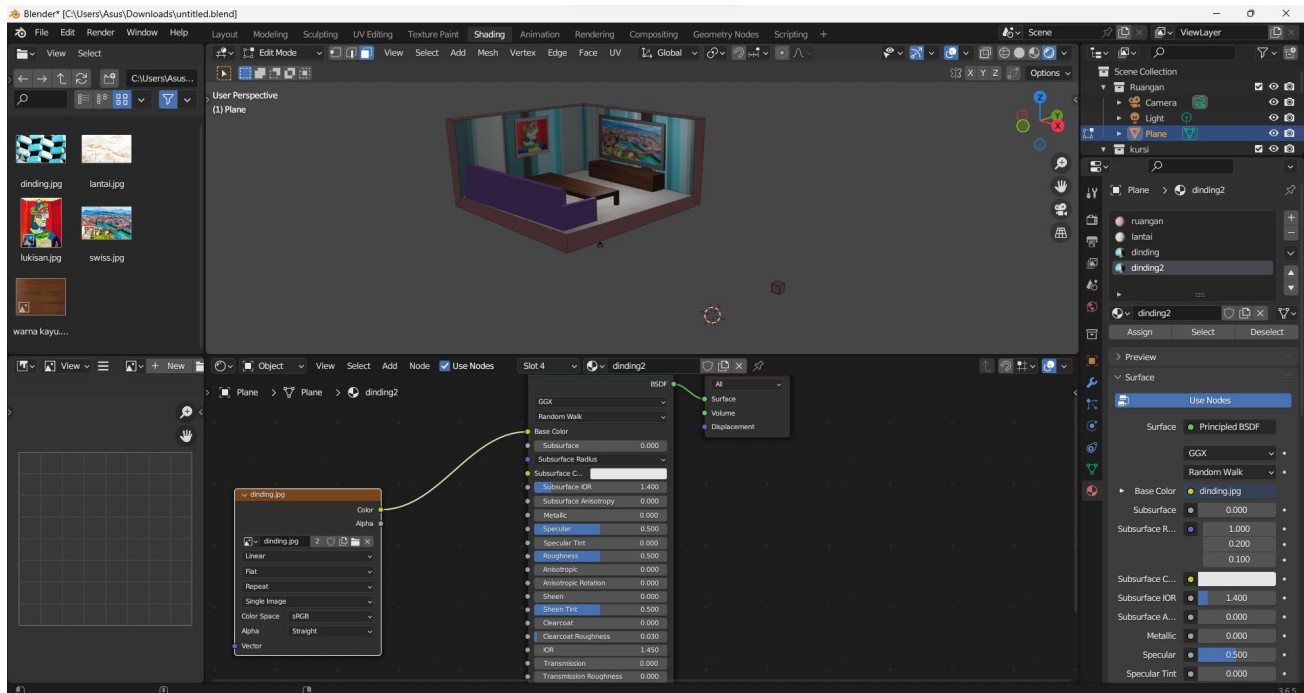 Blender* [C:\Users\Asus\Downloads\untitled.blend]
File Edit Render Window Help Layout Modeling Sculpting UV Editing Texture Paint Shading Animation Rendering Compositing Geometry Nodes Scripting + Scene ViewLayer
View Select Edit Mode View Select Add Mesh Vertex Edge Face UV Global
C:\Users\Asus... X Y Z Options
User Perspective
(1) Plane
dinding.jpg lantai.jpg
lukisan.jpg swiss.jpg
warna kayu....
Scene Collection
Ruangan
Camera
Light
Plane
kursi
Plane > dinding2
ruangan
lantai
dinding
dinding2
dinding2
Assign Select Deselect
Preview
Surface
Use Nodes
Surface Principled BSDF
GGX
Random Walk
Base Color dinding.jpg
Subsurface 0.000
Subsurface R... 1.000
0.200
0.100
Subsurface C...
Subsurface IOR 1.400
Subsurface A... 0.000
Metallic 0.000
Specular 0.500
Specular Tint 0.000
View + New Object View Select Add Node Use Nodes Slot 4 dinding2
Plane > Plane > dinding2
dinding.jpg
Color
Alpha
dinding.jpg 2
Linear
Flat
Repeat
Single Image
Color Space sRGB
Alpha Straight
Vector
BSDF
GGX
Random Walk
Base Color
Subsurface 0.000
Subsurface Radius
Subsurface C...
Subsurface IOR 1.400
Subsurface Anisotropy 0.000
Metallic 0.000
Specular 0.500
Specular Tint 0.000
Roughness 0.500
Anisotropic 0.000
Anisotropic Rotation 0.000
Sheen 0.000
Sheen Tint 0.500
Clearcoat 0.000
Clearcoat Roughness 0.030
IOR 1.450
Transmission 0.000
Transmission Roughness 0.000
All
Surface
Volume
Displacement
3.6.5